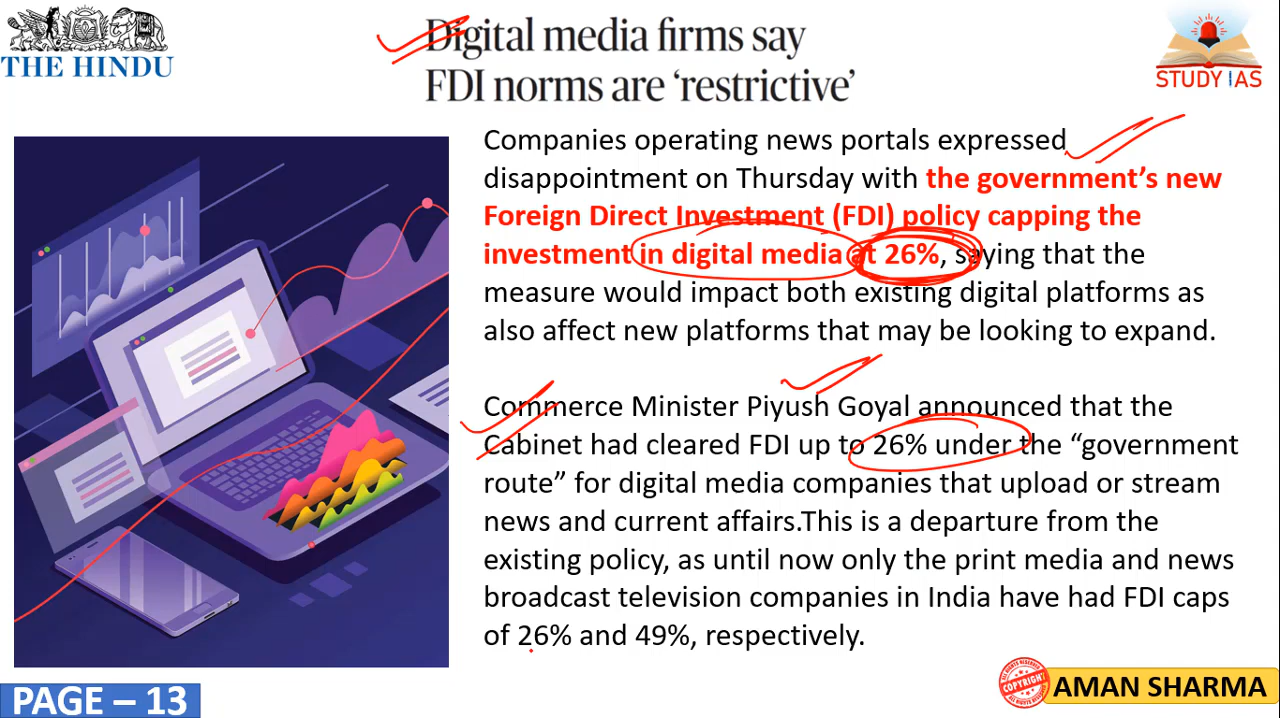 THE HINDU
Digital media firms say
FDI norms are ‘restrictive’
STUDY IAS
Companies operating news portals expressed
disappointment on Thursday with the government’s new
Foreign Direct Investment (FDI) policy capping the
investment in digital media at 26%, saying that the
measure would impact both existing digital platforms as
also affect new platforms that may be looking to expand.
Commerce Minister Piyush Goyal announced that the
Cabinet had cleared FDI up to 26% under the “government
route” for digital media companies that upload or stream
news and current affairs.This is a departure from the
existing policy, as until now only the print media and news
broadcast television companies in India have had FDI caps
of 26% and 49%, respectively.
PAGE – 13
COPYRIGHT
AMAN SHARMA